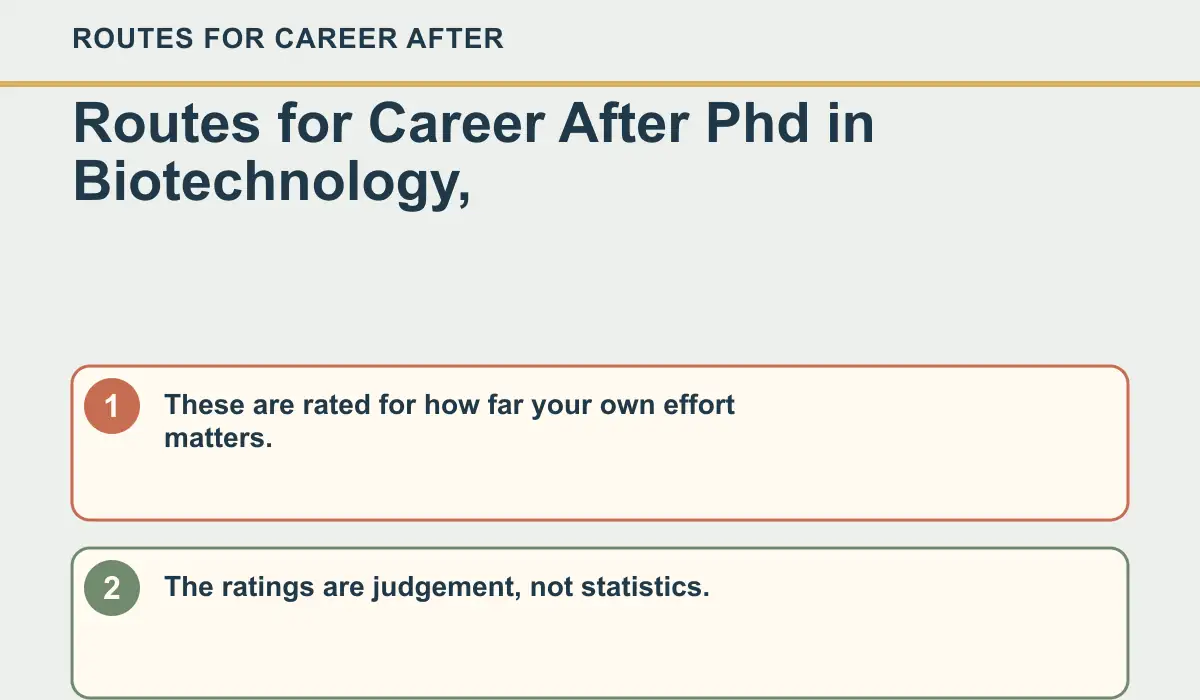 ROUTES FOR CAREER AFTER
Routes for Career After Phd in
Biotechnology,
1
These are rated for how far your own effort
matters.
2
The ratings are judgement, not statistics.